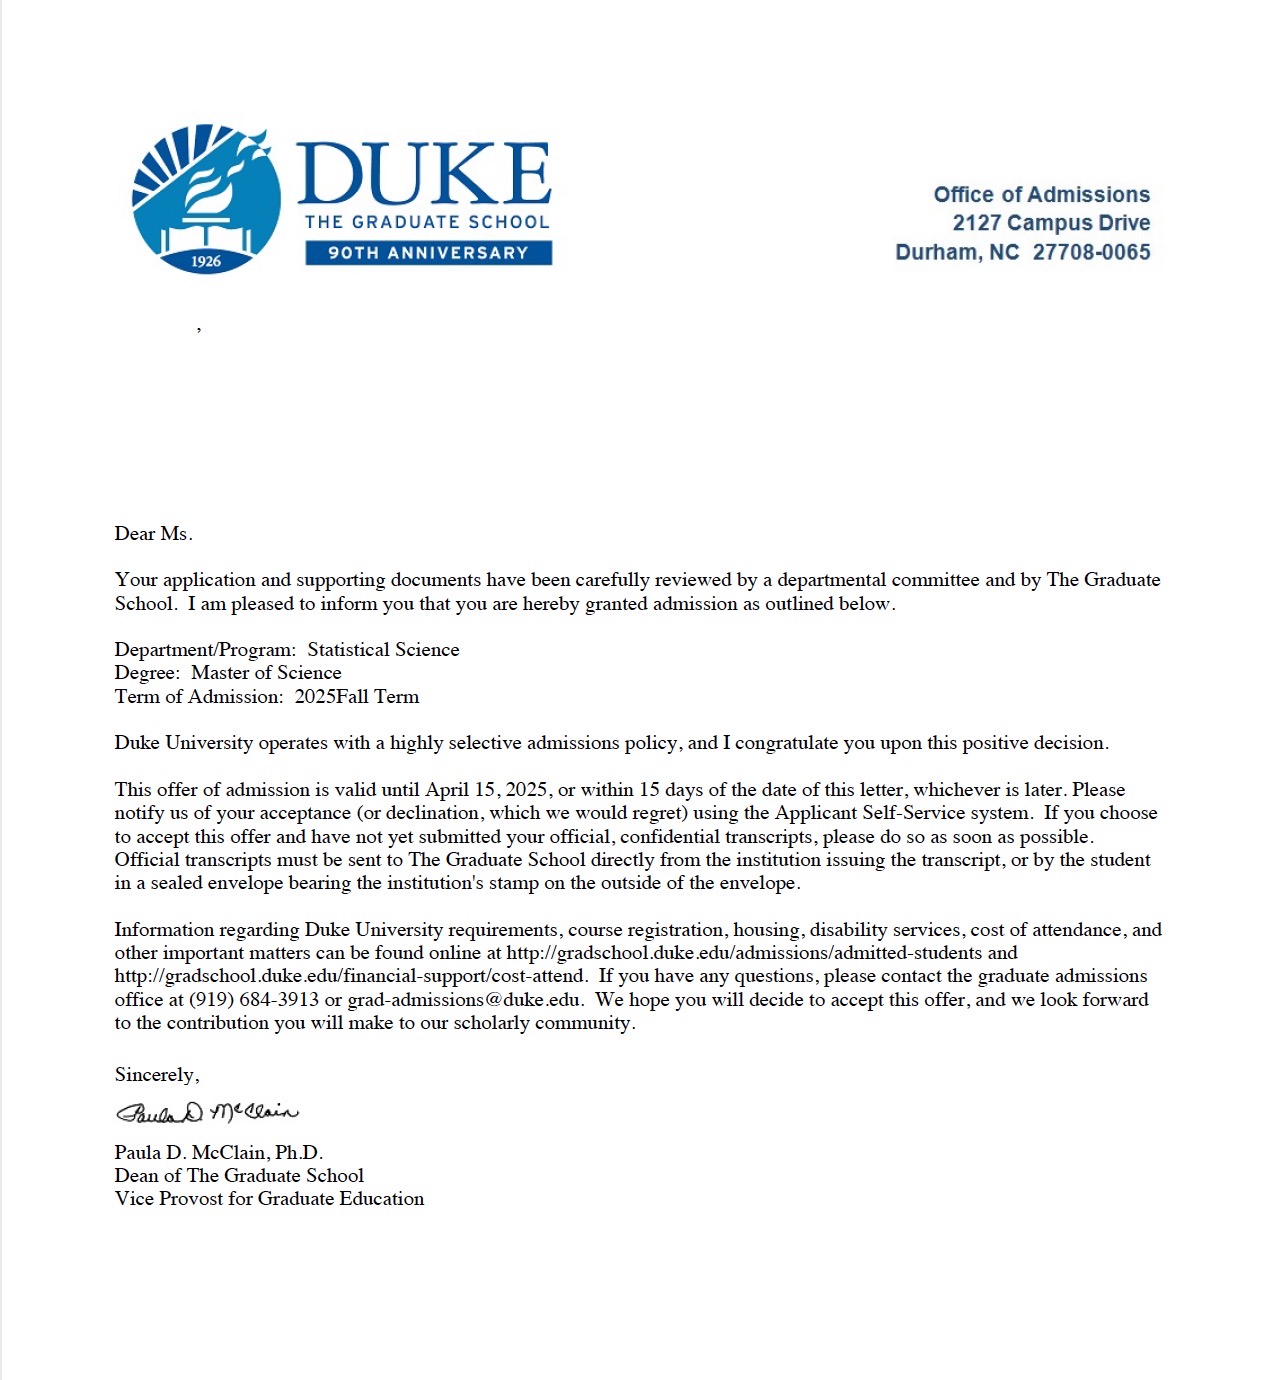 DUKE
THE GRADUATE SCHOOL
90TH ANNIVERSARY
1926
Office of Admissions
2127 Campus Drive
Durham, NC  27708-0065
,
Dear Ms.
Your application and supporting documents have been carefully reviewed by a departmental committee and by The Graduate
School.  I am pleased to inform you that you are hereby granted admission as outlined below.
Department/Program:  Statistical Science
Degree:  Master of Science
Term of Admission:  2025Fall Term
Duke University operates with a highly selective admissions policy, and I congratulate you upon this positive decision.
This offer of admission is valid until April 15, 2025, or within 15 days of the date of this letter, whichever is later. Please
notify us of your acceptance (or declination, which we would regret) using the Applicant Self-Service system.  If you choose
to accept this offer and have not yet submitted your official, confidential transcripts, please do so as soon as possible.
Official transcripts must be sent to The Graduate School directly from the institution issuing the transcript, or by the student
in a sealed envelope bearing the institution's stamp on the outside of the envelope.
Information regarding Duke University requirements, course registration, housing, disability services, cost of attendance, and
other important matters can be found online at http://gradschool.duke.edu/admissions/admitted-students and
http://gradschool.duke.edu/financial-support/cost-attend.  If you have any questions, please contact the graduate admissions
office at (919) 684-3913 or grad-admissions@duke.edu.  We hope you will decide to accept this offer, and we look forward
to the contribution you will make to our scholarly community.
Sincerely,
Paula D. McClain
Paula D. McClain, Ph.D.
Dean of The Graduate School
Vice Provost for Graduate Education